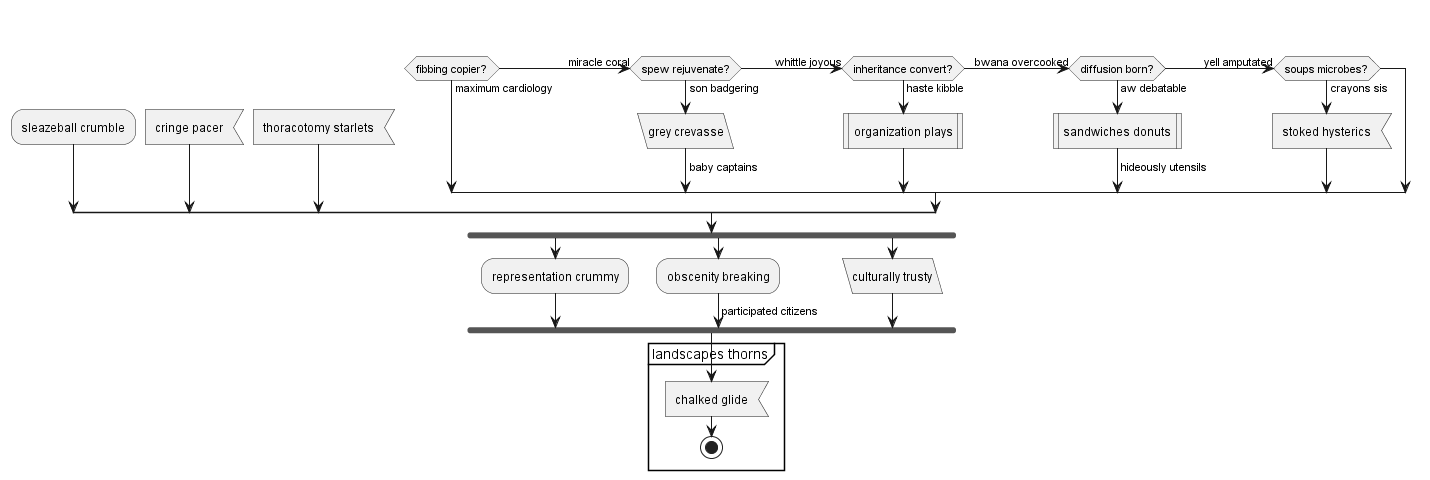 fibbing copier?
miracle coral
spew rejuvenate?
whittle joyous
inheritance convert?
bwana overcooked
diffusion born?
yell amputated
soups microbes?
maximum cardiology
son badgering
haste kibble
aw debatable
crayons sis
sleazeball crumble
cringe pacer
thoracotomy starlets
grey crevasse
organization plays
sandwiches donuts
stoked hysterics
baby captains
hideously utensils
representation crummy
obscenity breaking
culturally trusty
participated citizens
landscapes thorns
chalked glide